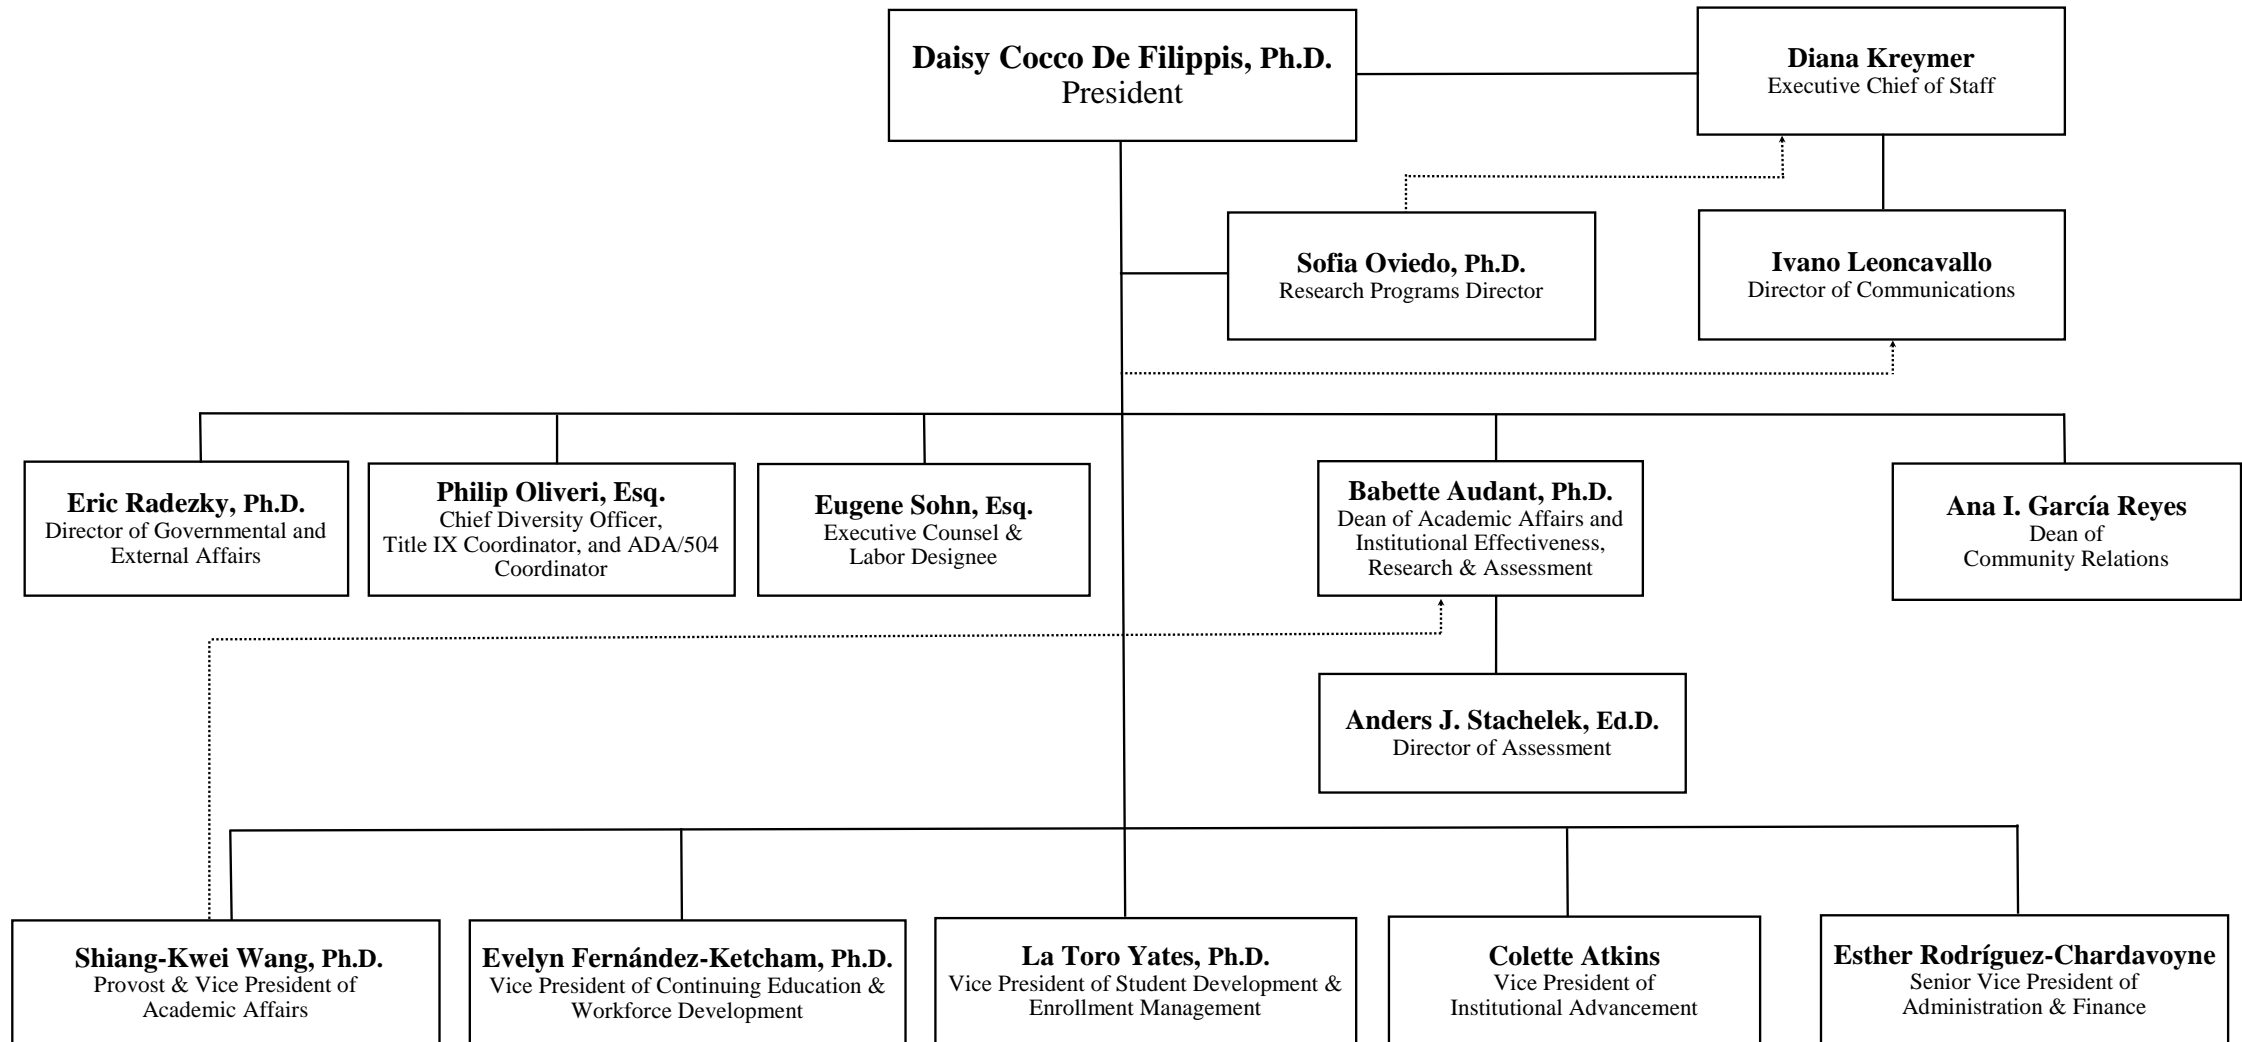 Daisy Cocco De Filippis, Ph.D.
President
Diana Kreymer
Executive Chief of Staff
Sofia Oviedo, Ph.D.
Research Programs Director
Ivano Leoncavallo
Director of Communications
Eric Radezky, Ph.D.
Director of Governmental and
External Affairs
Philip Oliveri, Esq.
Chief Diversity Officer,
Title IX Coordinator, and ADA/504
Coordinator
Eugene Sohn, Esq.
Executive Counsel &
Labor Designee
Babette Audant, Ph.D.
Dean of Academic Affairs and
Institutional Effectiveness,
Research & Assessment
Ana I. García Reyes
Dean of
Community Relations
Anders J. Stachelek, Ed.D.
Director of Assessment
Shiang-Kwei Wang, Ph.D.
Provost & Vice President of
Academic Affairs
Evelyn Fernández-Ketcham, Ph.D.
Vice President of Continuing Education &
Workforce Development
La Toro Yates, Ph.D.
Vice President of Student Development &
Enrollment Management
Colette Atkins
Vice President of
Institutional Advancement
Esther Rodríguez-Chardavoyne
Senior Vice President of
Administration & Finance